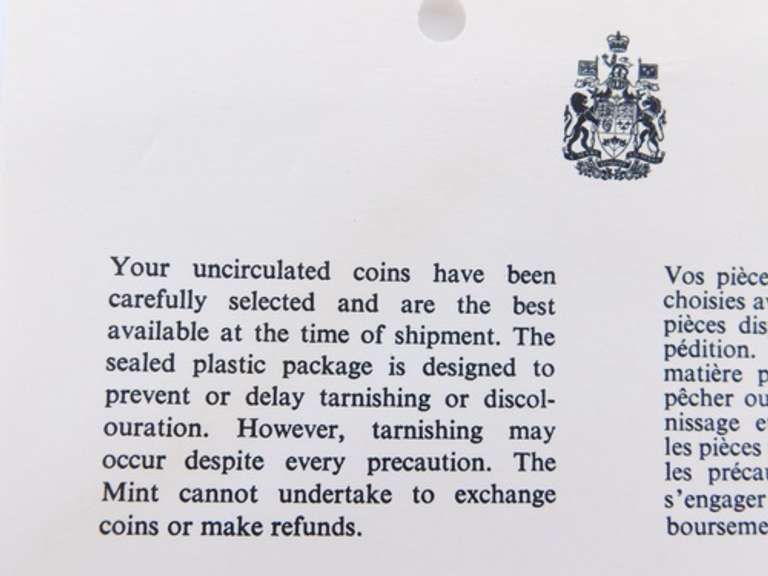 Your uncirculated coins have been
carefully selected and are the best
available at the time of shipment. The
sealed plastic package is designed to
prevent or delay tarnishing or discol-
ouration. However, tarnishing may
occur despite every precaution. The
Mint cannot undertake to exchange
coins or make refunds.
Vos pièce
choisies av
pièces dis
pédition.
matière p
pêcher ou
nissage e
les pièces
les précau
s'engager
bourseme